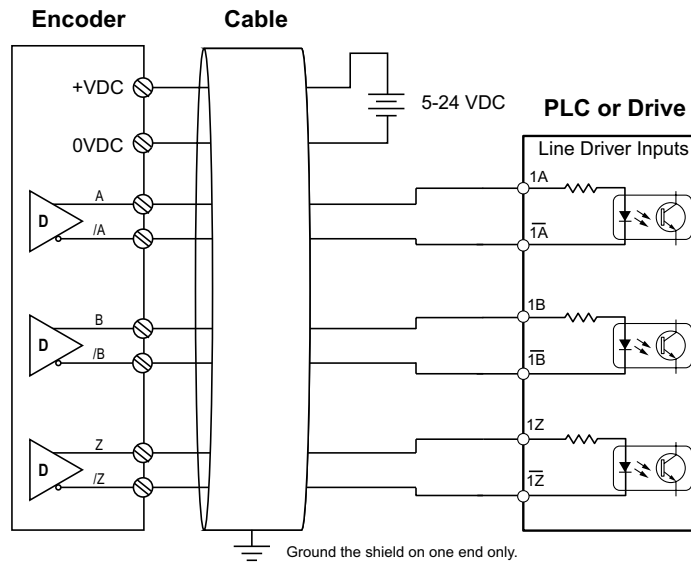 Encoder
Cable
+VDC
0VDC
5-24 VDC
PLC or Drive
Line Driver Inputs
A
/A
D
1A
1A̅
B
/B
D
1B
1B̅
Z
/Z
D
1Z
1Z̅
Ground the shield on one end only.